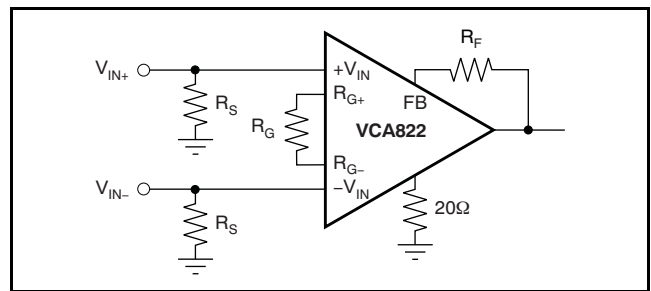 V_IN+
+V_IN
R_S
R_G+
R_G
FB
R_F
VCA822
R_G−
V_IN−
−V_IN
R_S
20Ω